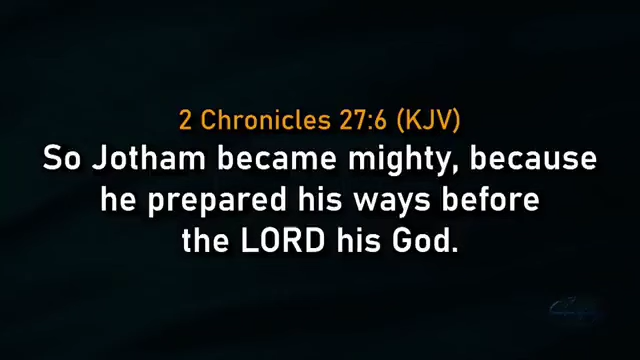 2 Chronicles 27:6 (KJV)
So Jotham became mighty, because
he prepared his ways before
the LORD his God.